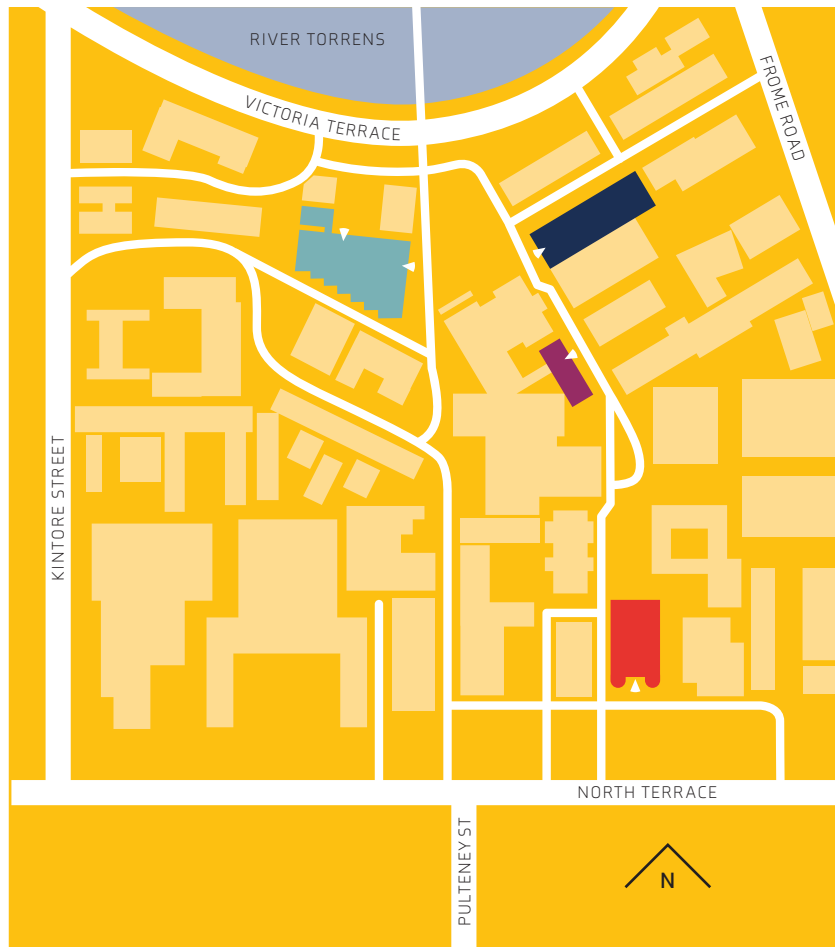 RIVER TORRENS
VICTORIA TERRACE
FROME ROAD
KINTORE STREET
NORTH TERRACE
PULTENEY ST
N